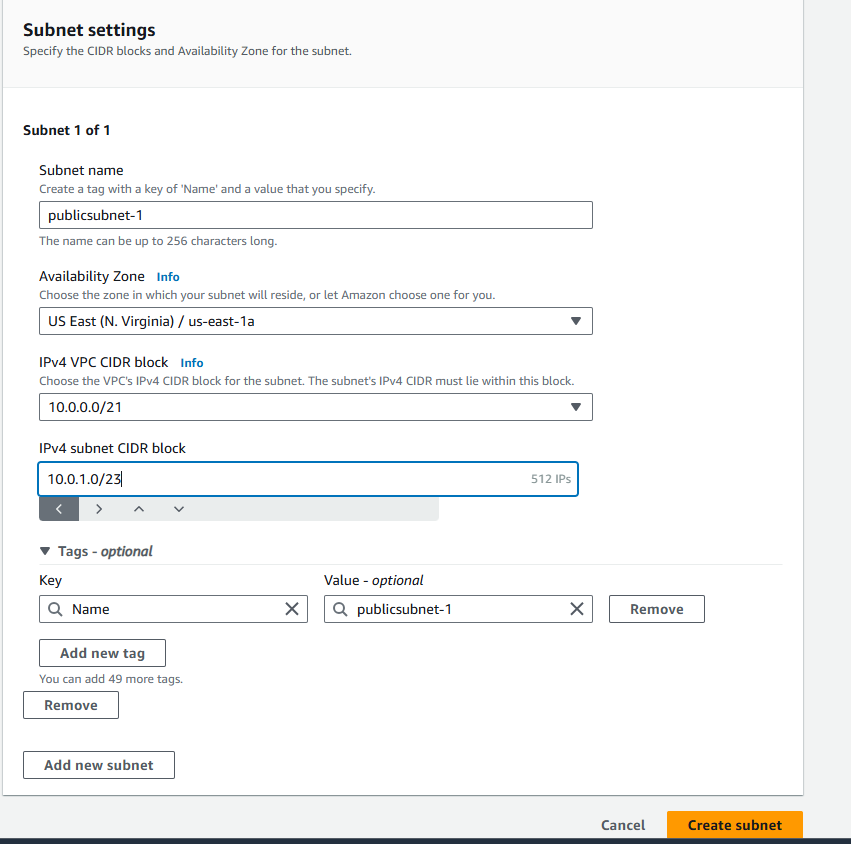 Subnet settings
Specify the CIDR blocks and Availability Zone for the subnet.
Subnet 1 of 1
Subnet name
Create a tag with a key of 'Name' and a value that you specify.
publicsubnet-1
The name can be up to 256 characters long.
Availability Zone Info
Choose the zone in which your subnet will reside, or let Amazon choose one for you.
US East (N. Virginia) / us-east-1a
IPv4 VPC CIDR block Info
Choose the VPC's IPv4 CIDR block for the subnet. The subnet's IPv4 CIDR must lie within this block.
10.0.0.0/21
IPv4 subnet CIDR block
10.0.1.0/23 512 IPs
Tags - optional
Key Value - optional
Name publicsubnet-1 Remove
Add new tag
You can add 49 more tags.
Remove
Add new subnet
Cancel Create subnet